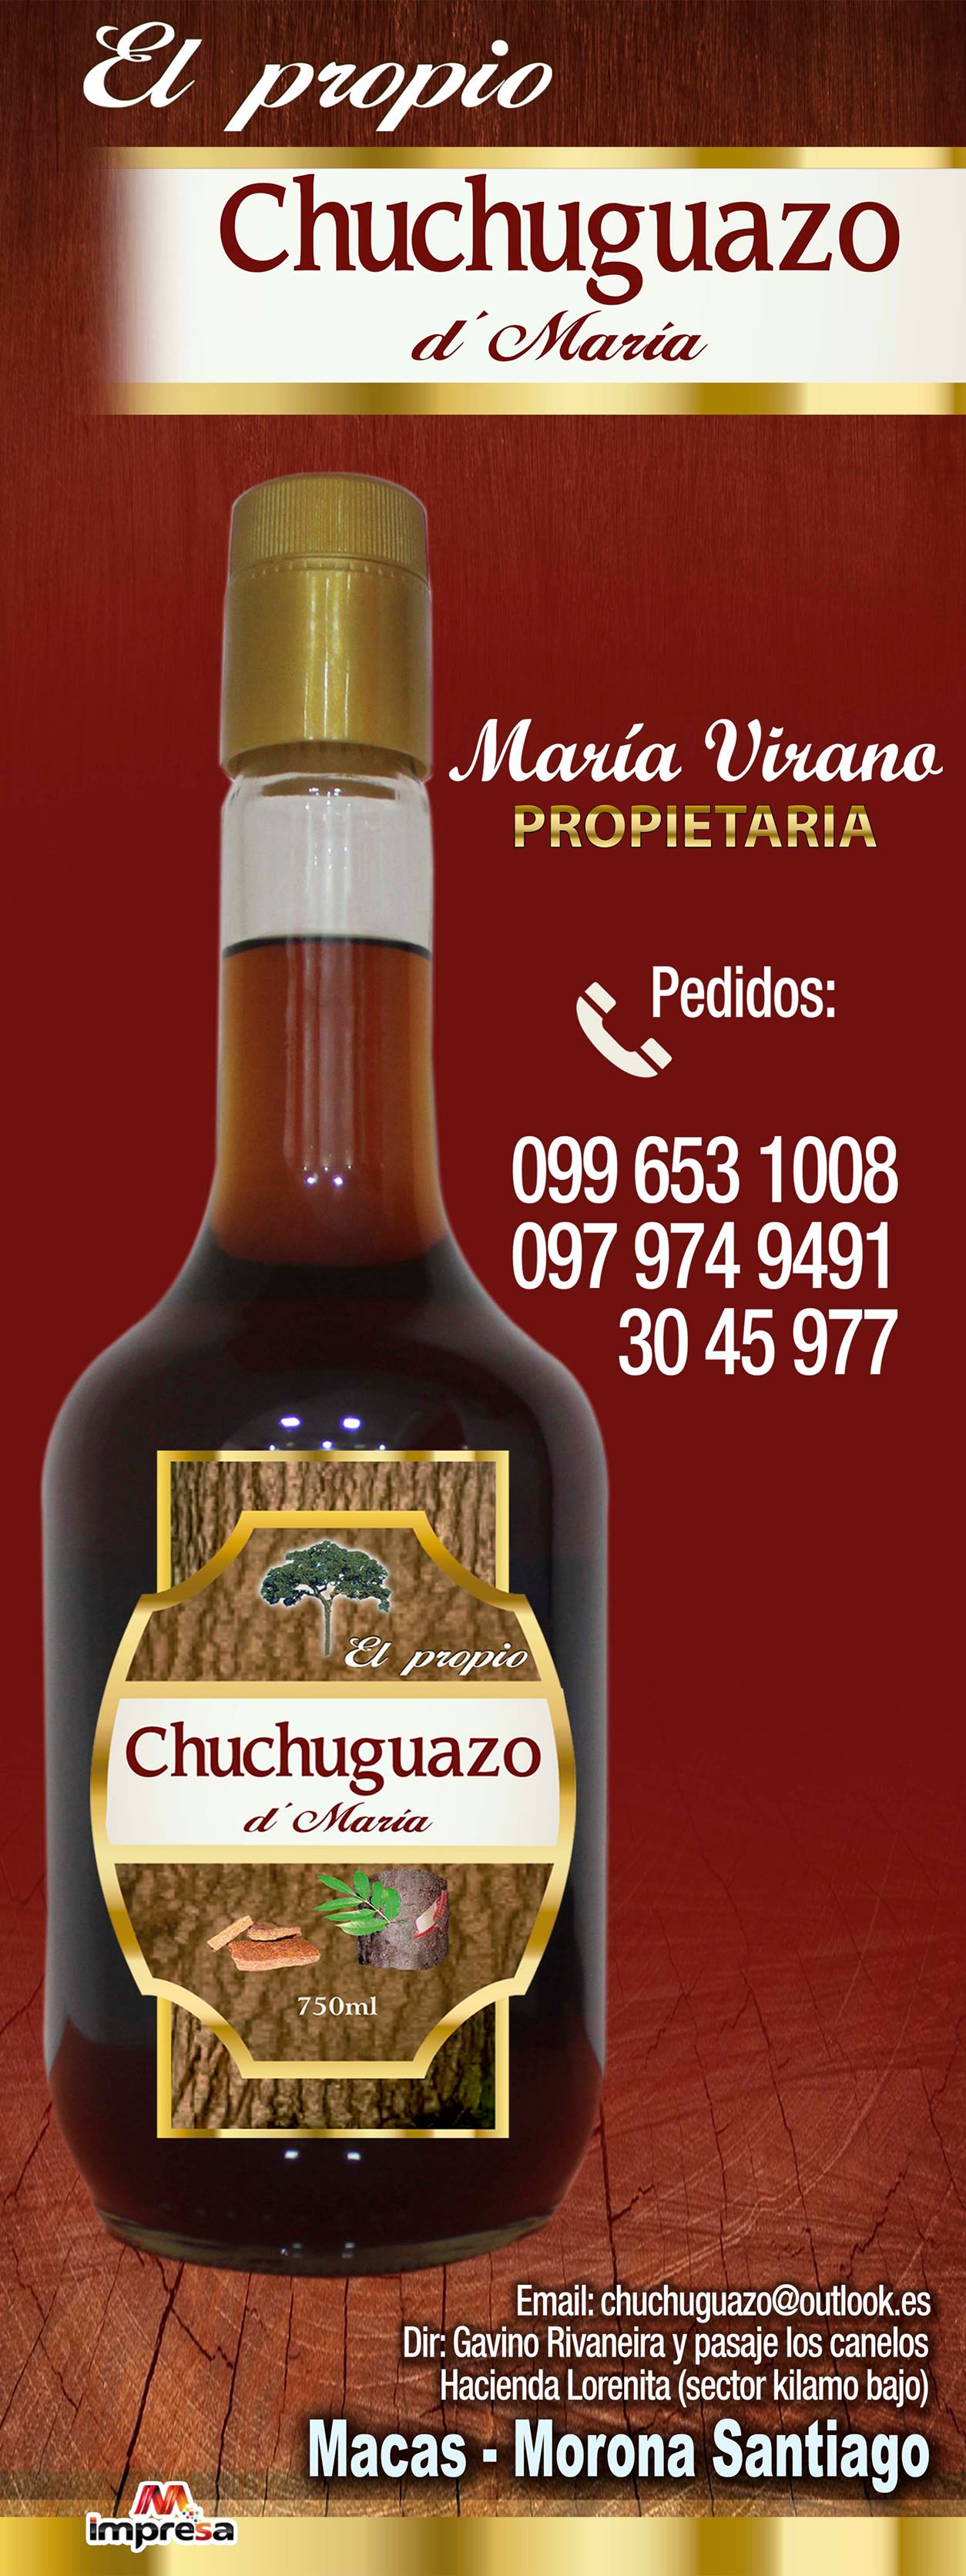 El propio
Chuchuguazo
d´María
María Virano
PROPIETARIA
Pedidos:
099 653 1008
097 974 9491
30 45 977
El propio
Chuchuguazo
d´María
750ml
Email: chuchuguazo@outlook.es
Dir: Gavino Rivaneira y pasaje los canelos
Hacienda Lorenita (sector kilamo bajo)
Macas - Morona Santiago
M
impresa